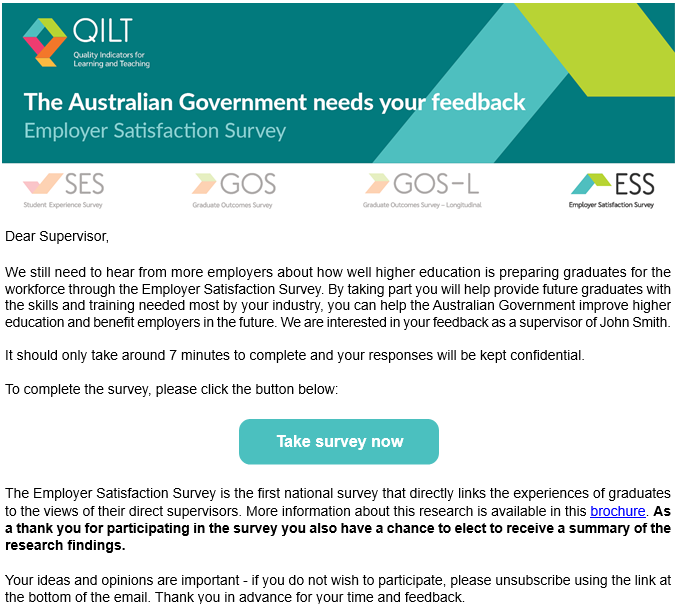 QILT
Quality Indicators for
Learning and Teaching
The Australian Government needs your feedback
Employer Satisfaction Survey
SES
Student Experience Survey
GOS
Graduate Outcomes Survey
GOS-L
Graduate Outcomes Survey – Longitudinal
ESS
Employer Satisfaction Survey
Dear Supervisor,
We still need to hear from more employers about how well higher education is preparing graduates for the
workforce through the Employer Satisfaction Survey. By taking part you will help provide future graduates with
the skills and training needed most by your industry, you can help the Australian Government improve higher
education and benefit employers in the future. We are interested in your feedback as a supervisor of John Smith.
It should only take around 7 minutes to complete and your responses will be kept confidential.
To complete the survey, please click the button below:
Take survey now
The Employer Satisfaction Survey is the first national survey that directly links the experiences of graduates
to the views of their direct supervisors. More information about this research is available in this brochure. As
a thank you for participating in the survey you also have a chance to elect to receive a summary of the
research findings.
Your ideas and opinions are important - if you do not wish to participate, please unsubscribe using the link at
the bottom of the email. Thank you in advance for your time and feedback.